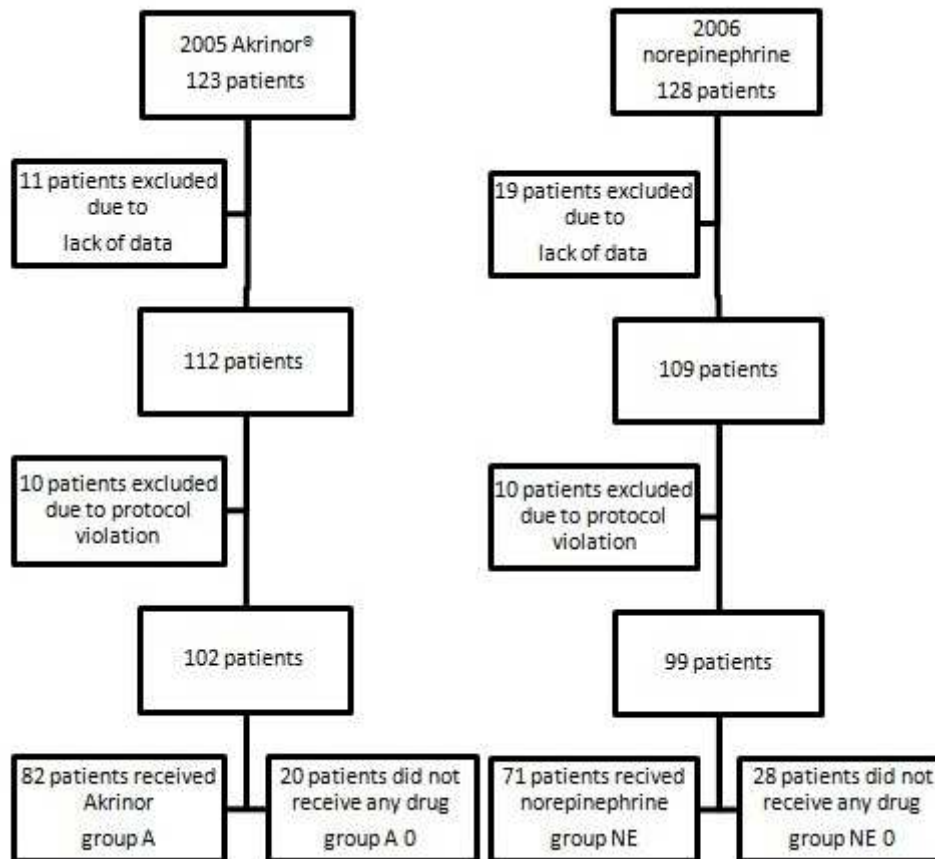 2005 Akrinor®
123 patients
11 patients excluded
due to
lack of data
112 patients
10 patients excluded
due to protocol
violation
102 patients
82 patients received
Akrinor
group A
20 patients did not
receive any drug
group A 0
2006
norepinephrine
128 patients
19 patients excluded
due to
lack of data
109 patients
10 patients excluded
due to protocol
violation
99 patients
71 patients recived
norepinephrine
group NE
28 patients did not
receive any drug
group NE 0